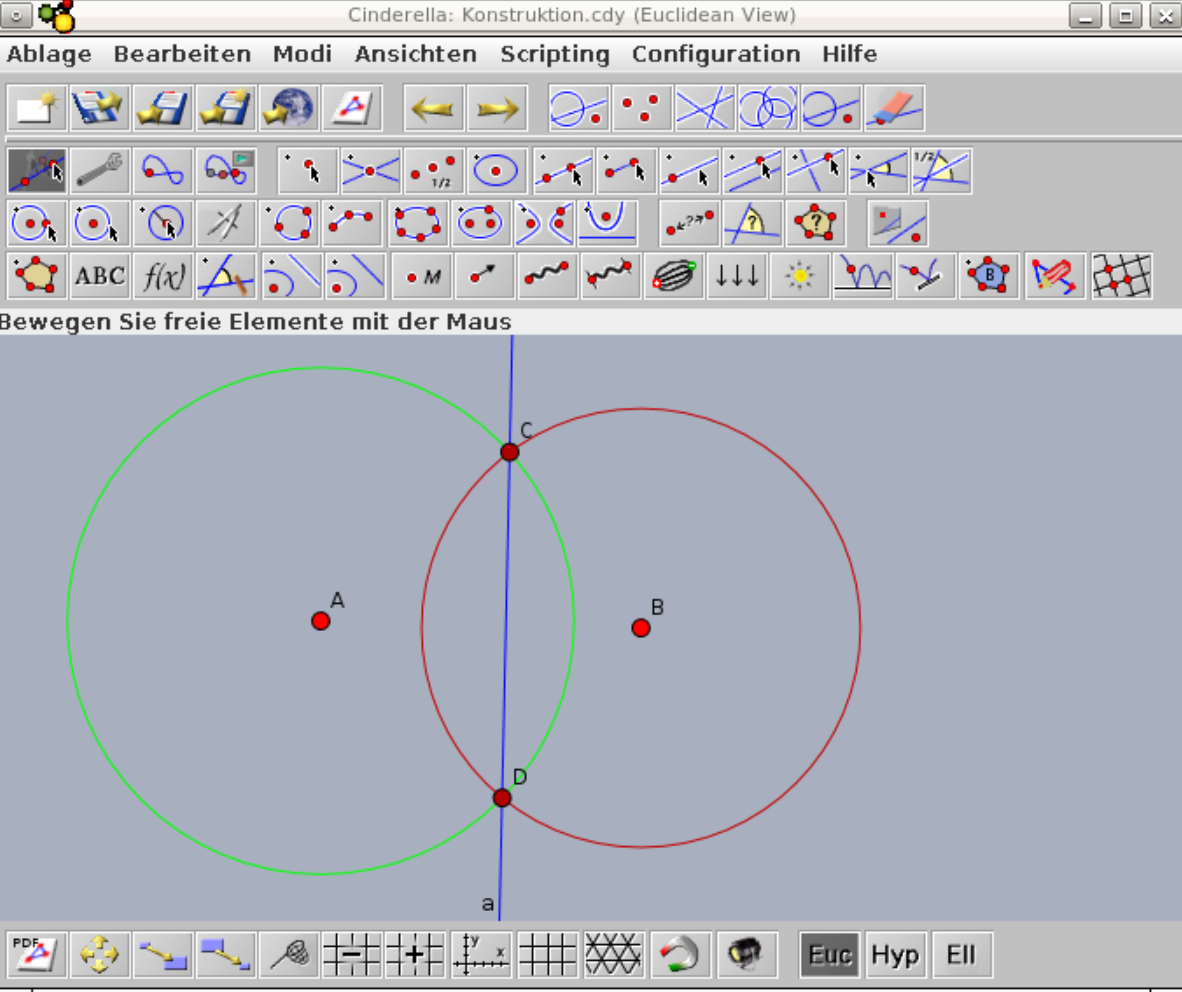 Cinderella: Konstruktion.cdy (Euclidean View)
Ablage Bearbeiten Modi Ansichten Scripting Configuration Hilfe
1/2 1/2
? ? ?
ABC f(x) M B
Bewegen Sie freie Elemente mit der Maus
C
A
B
D
a
PDF y x Euc Hyp Ell